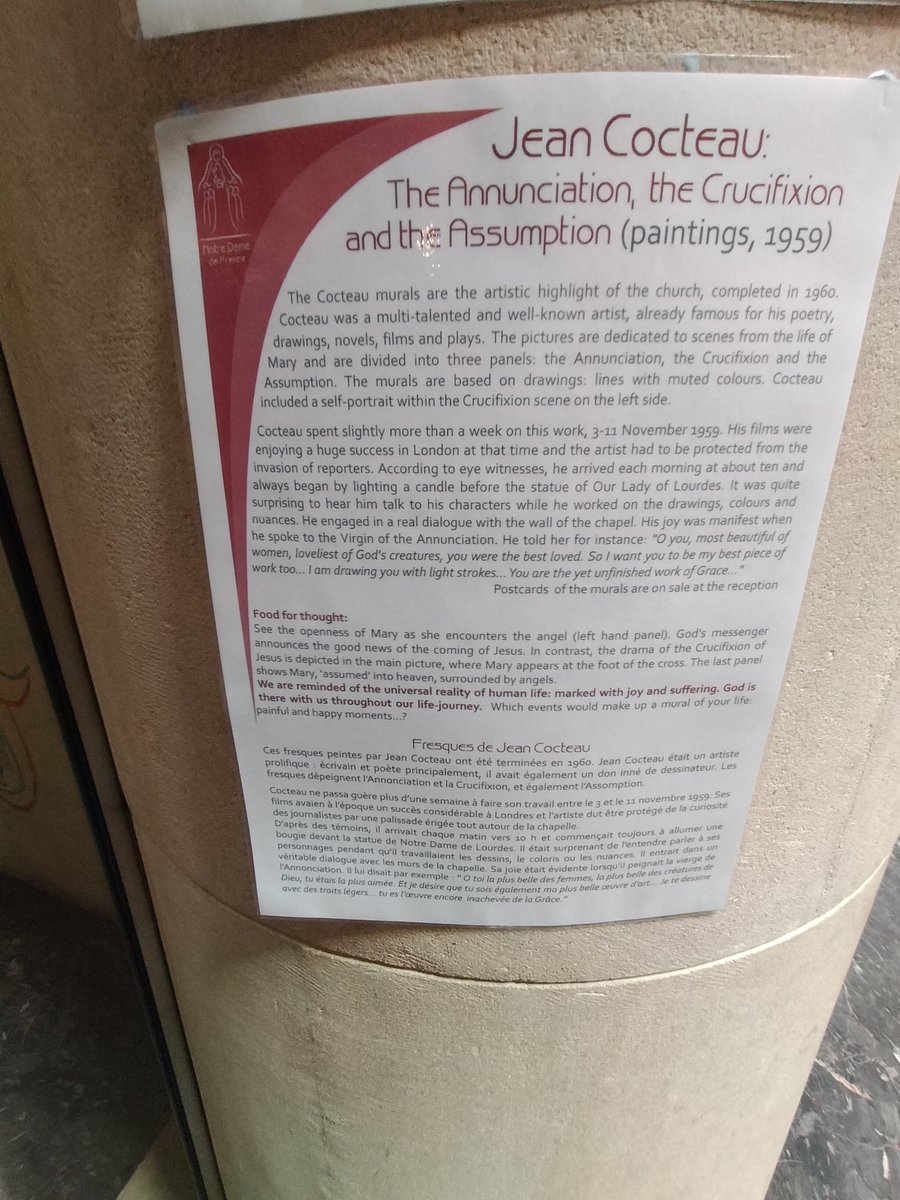 Notre Dame
de France
Jean Cocteau:
The Annunciation, the Crucifixion
and the Assumption (paintings, 1959)
The Cocteau murals are the artistic highlight of the church, completed in 1960.
Cocteau was a multi-talented and well-known artist, already famous for his poetry,
drawings, novels, films and plays. The pictures are dedicated to scenes from the life of
Mary and are divided into three panels: the Annunciation, the Crucifixion and the
Assumption. The murals are based on drawings: lines with muted colours. Cocteau
included a self-portrait within the Crucifixion scene on the left side.
Cocteau spent slightly more than a week on this work, 3-11 November 1959. His films were
enjoying a huge success in London at that time and the artist had to be protected from the
invasion of reporters. According to eye witnesses, he arrived each morning at about ten and
always began by lighting a candle before the statue of Our Lady of Lourdes. It was quite
surprising to hear him talk to his characters while he worked on the drawings, colours and
nuances. He engaged in a real dialogue with the wall of the chapel. His joy was manifest when
he spoke to the Virgin of the Annunciation. He told her for instance: "O you, most beautiful of
women, loveliest of God's creatures, you were the best loved. So I want you to be my best piece of
work too... I am drawing you with light strokes... You are the yet unfinished work of Grace..."
Postcards of the murals are on sale at the reception
Food for thought:
See the openness of Mary as she encounters the angel (left hand panel). God's messenger
announces the good news of the coming of Jesus. In contrast, the drama of the Crucifixion of
Jesus is depicted in the main picture, where Mary appears at the foot of the cross. The last panel
shows Mary, 'assumed' into heaven, surrounded by angels.
We are reminded of the universal reality of human life: marked with joy and suffering. God is
there with us throughout our life-journey. Which events would make up a mural of your life:
painful and happy moments...?
Fresques de Jean Cocteau
Ces fresques peintes par Jean Cocteau ont été terminées en 1960. Jean Cocteau était un artiste
prolifique : écrivain et poète principalement, il avait également un don inné de dessinateur. Les
fresques dépeignent l'Annonciation et la Crucifixion, et également l'Assomption.
Cocteau ne passa guère plus d'une semaine à faire son travail entre le 3 et le 11 novembre 1959. Ses
films avaien à l'époque un succès considérable à Londres et l'artiste dut être protégé de la curiosité
des journalistes par une palissade érigée tout autour de la chapelle.
D'après des témoins, il arrivait chaque matin vers 10 h et commençait toujours à allumer une
bougie devant la statue de Notre Dame de Lourdes. Il était surprenant de l'entendre parler à ses
personnages pendant qu'il travaillaient les dessins, le coloris ou les nuances. Il entrait dans un
véritable dialogue avec les murs de la chapelle. Sa joie était évidente lorsqu'il peignait la vierge de
l'Annonciation. Il lui disait par exemple : " O toi la plus belle des femmes, la plus belle des créatures de
Dieu, tu étais la plus aimée. Et je désire que tu sois également ma plus belle œuvre d'art... Je te dessine
avec des traits légers... tu es l'œuvre encore inachevée de la Grâce."